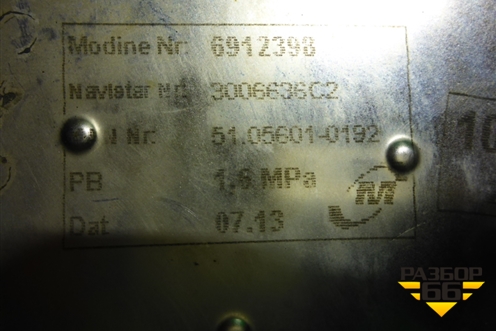 Modine Nr: 6912398
Navistar Nr: 3006636C2
Nr: 51.05601-0192
PB 1.6 MPa
Dat 07.13
M
10
РАЗБОР
66